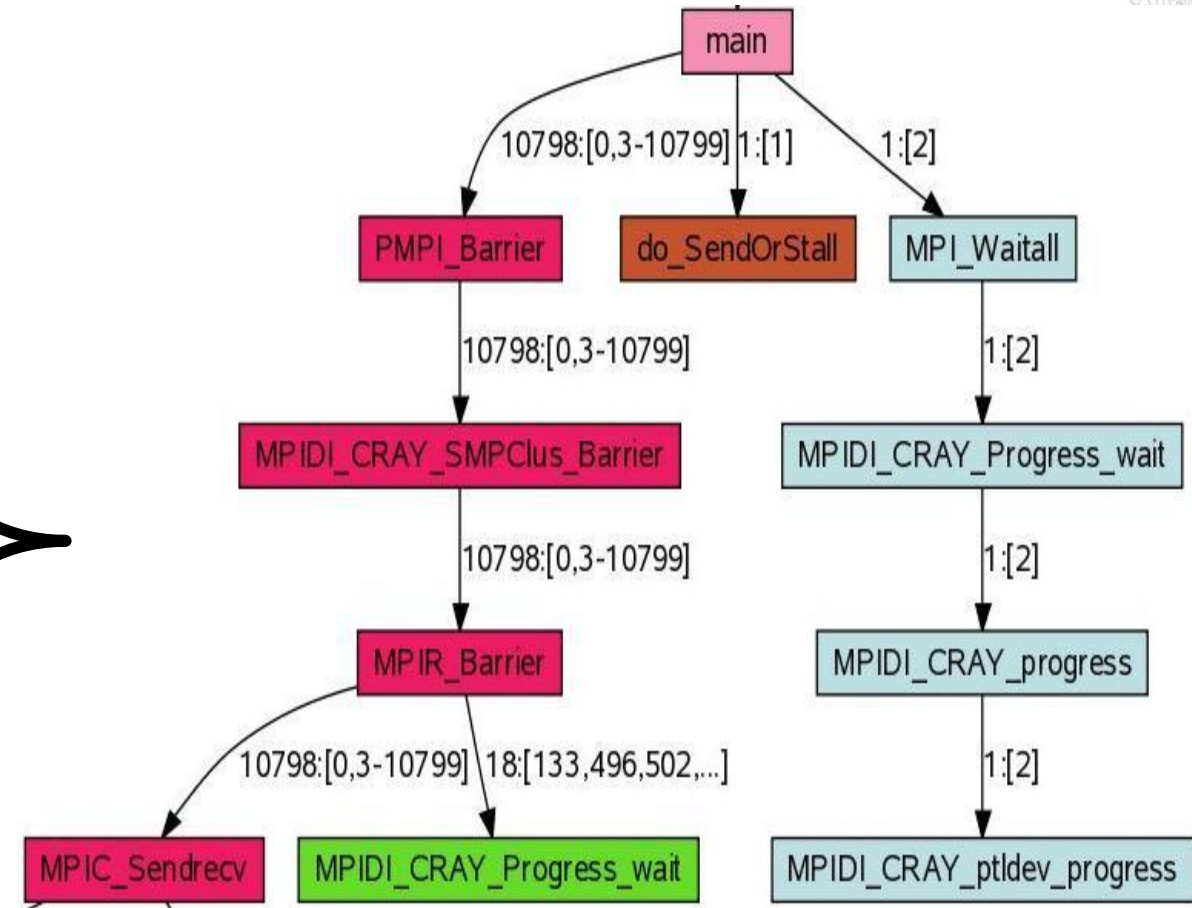 main
10798:[0,3-10799] 1:[1] 1:[2]
PMPI_Barrier do_SendOrStall MPI_Waitall
10798:[0,3-10799] 1:[2]
MPIDI_CRAY_SMPClus_Barrier MPIDI_CRAY_Progress_wait
10798:[0,3-10799] 1:[2]
MPIR_Barrier MPIDI_CRAY_progress
10798:[0,3-10799] 18:[133,496,502,...] 1:[2]
MPIC_Sendrecv MPIDI_CRAY_Progress_wait MPIDI_CRAY_ptldev_progress